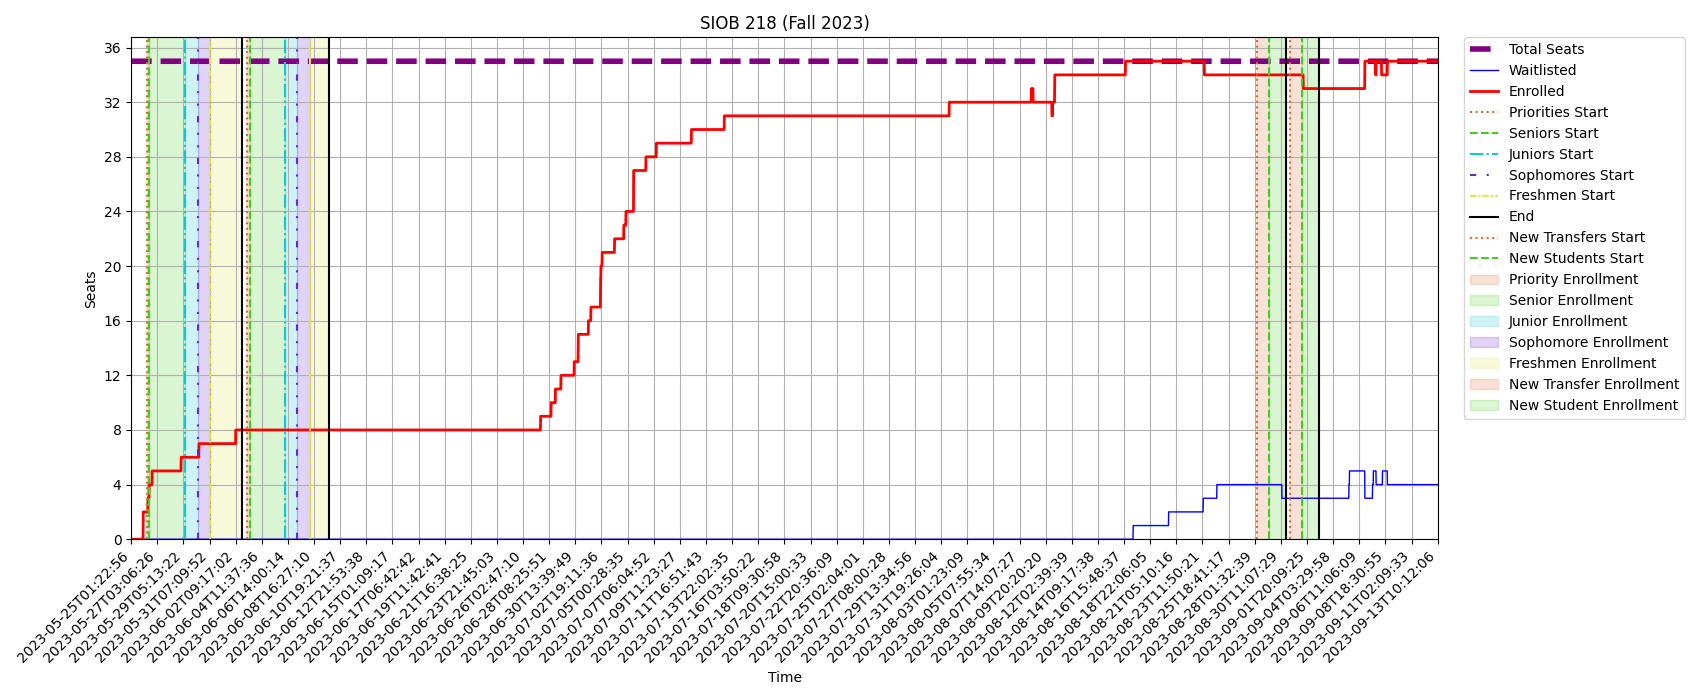 SIOB 218 (Fall 2023)
Seats
36
32
28
24
20
16
12
8
4
0
2023-05-25T01:22:56
2023-05-27T03:06:26
2023-05-29T05:13:22
2023-05-31T07:09:52
2023-06-02T09:17:02
2023-06-04T11:37:36
2023-06-06T14:00:14
2023-06-08T16:27:10
2023-06-10T19:21:37
2023-06-12T21:53:38
2023-06-15T01:09:17
2023-06-17T06:42:42
2023-06-19T11:42:41
2023-06-21T16:38:25
2023-06-23T21:45:03
2023-06-26T02:47:10
2023-06-28T08:25:51
2023-06-30T13:39:49
2023-07-02T19:11:36
2023-07-05T00:28:35
2023-07-07T06:04:52
2023-07-09T11:23:27
2023-07-11T16:51:43
2023-07-13T22:02:35
2023-07-16T03:50:22
2023-07-18T09:30:58
2023-07-20T15:00:33
2023-07-22T20:36:09
2023-07-25T02:04:01
2023-07-27T08:00:28
2023-07-29T13:34:56
2023-07-31T19:26:04
2023-08-03T01:23:09
2023-08-05T07:55:34
2023-08-07T14:07:27
2023-08-09T20:20:20
2023-08-12T02:39:39
2023-08-14T09:17:38
2023-08-16T15:48:37
2023-08-18T22:06:05
2023-08-21T05:10:16
2023-08-23T11:50:21
2023-08-25T18:41:17
2023-08-28T01:32:39
2023-08-30T11:07:29
2023-09-01T20:09:25
2023-09-04T03:29:58
2023-09-06T11:06:09
2023-09-08T18:30:55
2023-09-11T02:09:33
2023-09-13T10:12:06
Time
Total Seats
Waitlisted
Enrolled
Priorities Start
Seniors Start
Juniors Start
Sophomores Start
Freshmen Start
End
New Transfers Start
New Students Start
Priority Enrollment
Senior Enrollment
Junior Enrollment
Sophomore Enrollment
Freshmen Enrollment
New Transfer Enrollment
New Student Enrollment